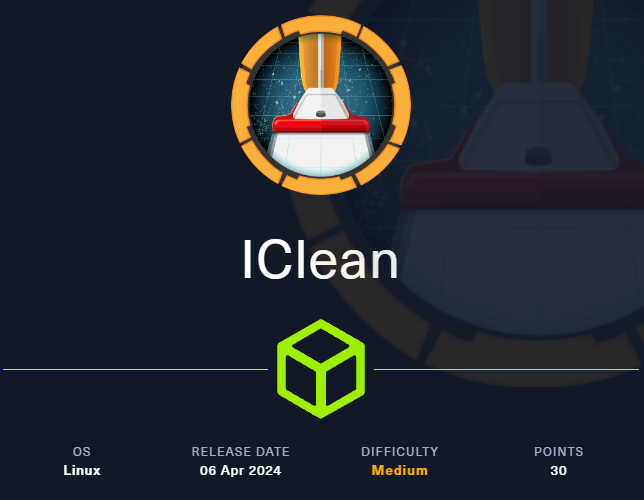 IClean
OS RELEASE DATE DIFFICULTY POINTS
Linux 06 Apr 2024 Medium 30